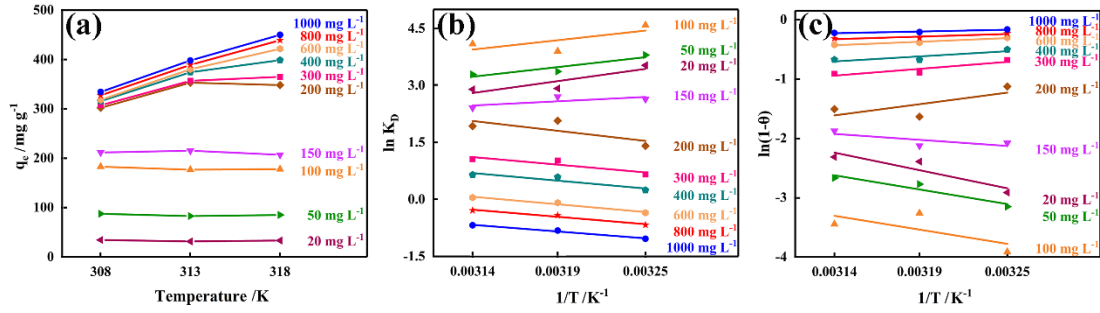 (a)
500
400
300
200
100
0
q_e / mg g⁻¹
1000 mg L⁻¹
800 mg L⁻¹
600 mg L⁻¹
400 mg L⁻¹
300 mg L⁻¹
200 mg L⁻¹
150 mg L⁻¹
100 mg L⁻¹
50 mg L⁻¹
20 mg L⁻¹
308 313 318
Temperature /K
(b)
4.5
3.0
1.5
0.0
-1.5
ln K_D
100 mg L⁻¹
50 mg L⁻¹
20 mg L⁻¹
150 mg L⁻¹
200 mg L⁻¹
300 mg L⁻¹
400 mg L⁻¹
600 mg L⁻¹
800 mg L⁻¹
1000 mg L⁻¹
0.00314 0.00319 0.00325
1/T /K⁻¹
(c)
0
-1
-2
-3
-4
ln(1-θ)
1000 mg L⁻¹
800 mg L⁻¹
600 mg L⁻¹
400 mg L⁻¹
300 mg L⁻¹
200 mg L⁻¹
150 mg L⁻¹
20 mg L⁻¹
50 mg L⁻¹
100 mg L⁻¹
0.00314 0.00319 0.00325
1/T /K⁻¹